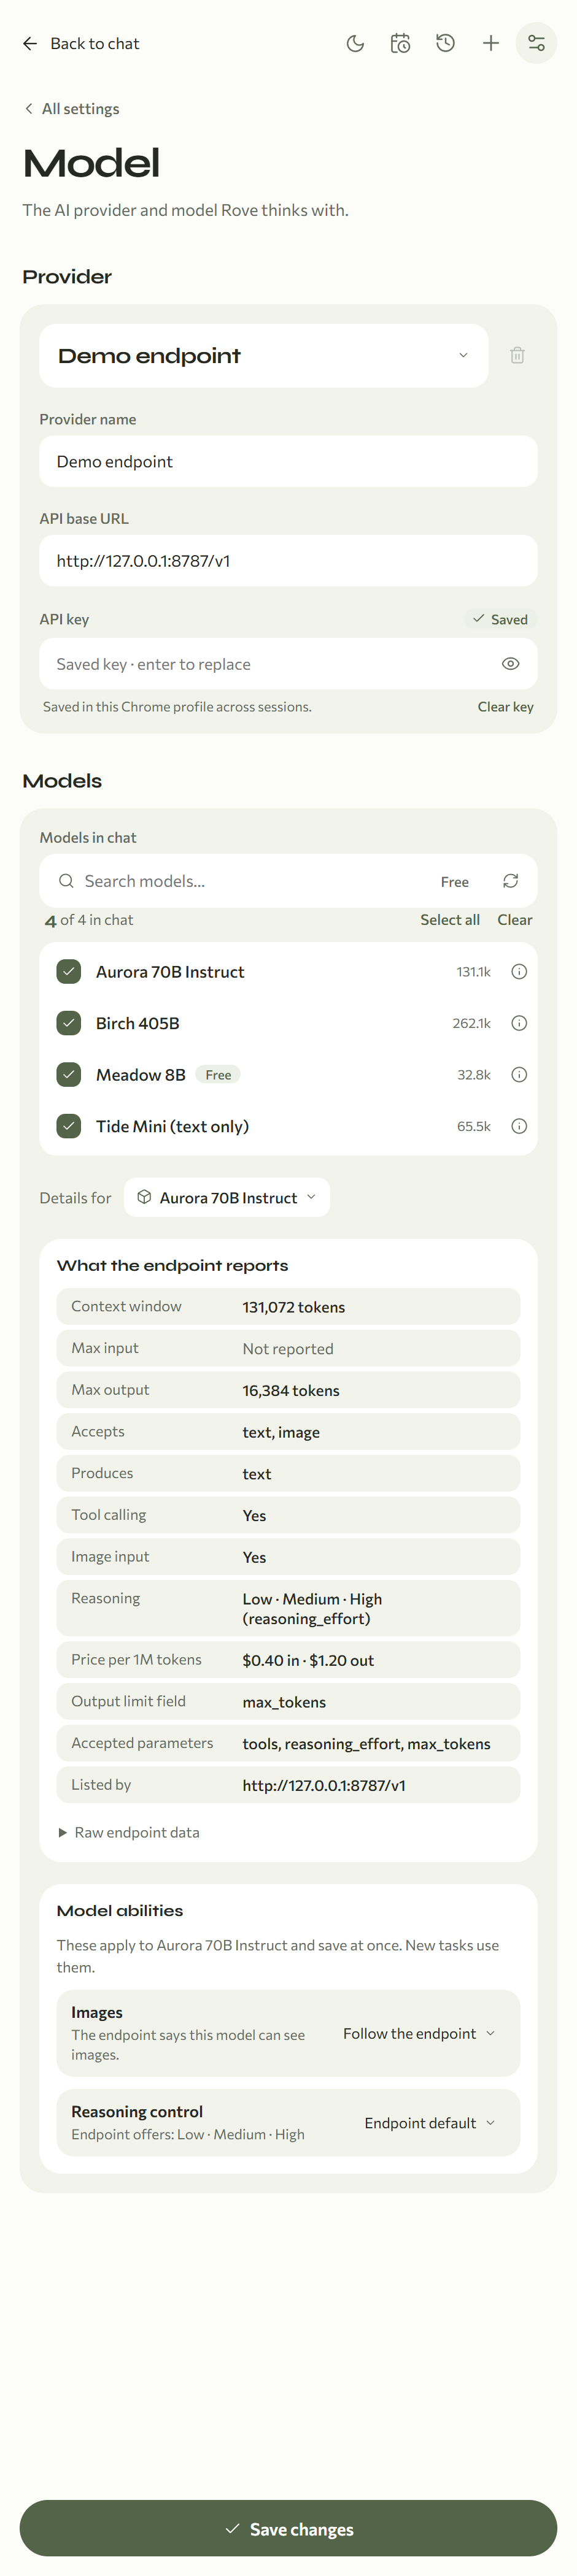 Back to chat
All settings
Model
The AI provider and model Rove thinks with.
Provider
Demo endpoint
Provider name
Demo endpoint
API base URL
http://127.0.0.1:8787/v1
API key
Saved
Saved key · enter to replace
Saved in this Chrome profile across sessions.
Clear key
Models
Models in chat
Search models...
Free
4 of 4 in chat
Select all
Clear
Aurora 70B Instruct
131.1k
Birch 405B
262.1k
Meadow 8B
Free
32.8k
Tide Mini (text only)
65.5k
Details for
Aurora 70B Instruct
What the endpoint reports
Context window
131,072 tokens
Max input
Not reported
Max output
16,384 tokens
Accepts
text, image
Produces
text
Tool calling
Yes
Image input
Yes
Reasoning
Low · Medium · High
(reasoning_effort)
Price per 1M tokens
$0.40 in · $1.20 out
Output limit field
max_tokens
Accepted parameters
tools, reasoning_effort, max_tokens
Listed by
http://127.0.0.1:8787/v1
Raw endpoint data
Model abilities
These apply to Aurora 70B Instruct and save at once. New tasks use
them.
Images
The endpoint says this model can see
images.
Follow the endpoint
Reasoning control
Endpoint offers: Low · Medium · High
Endpoint default
Save changes